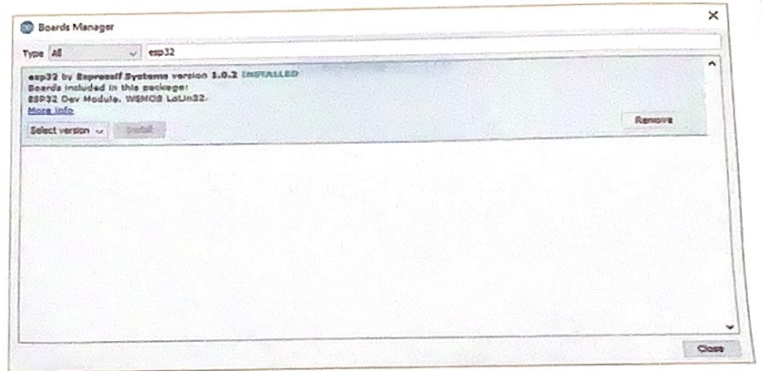 Boards Manager
Type All esp32
esp32 by Espressif Systems version 1.0.2 INSTALLED
Boards included in this package:
ESP32 Dev Module, WEMOS LoLin32.
More info
Select version Install Remove
Close